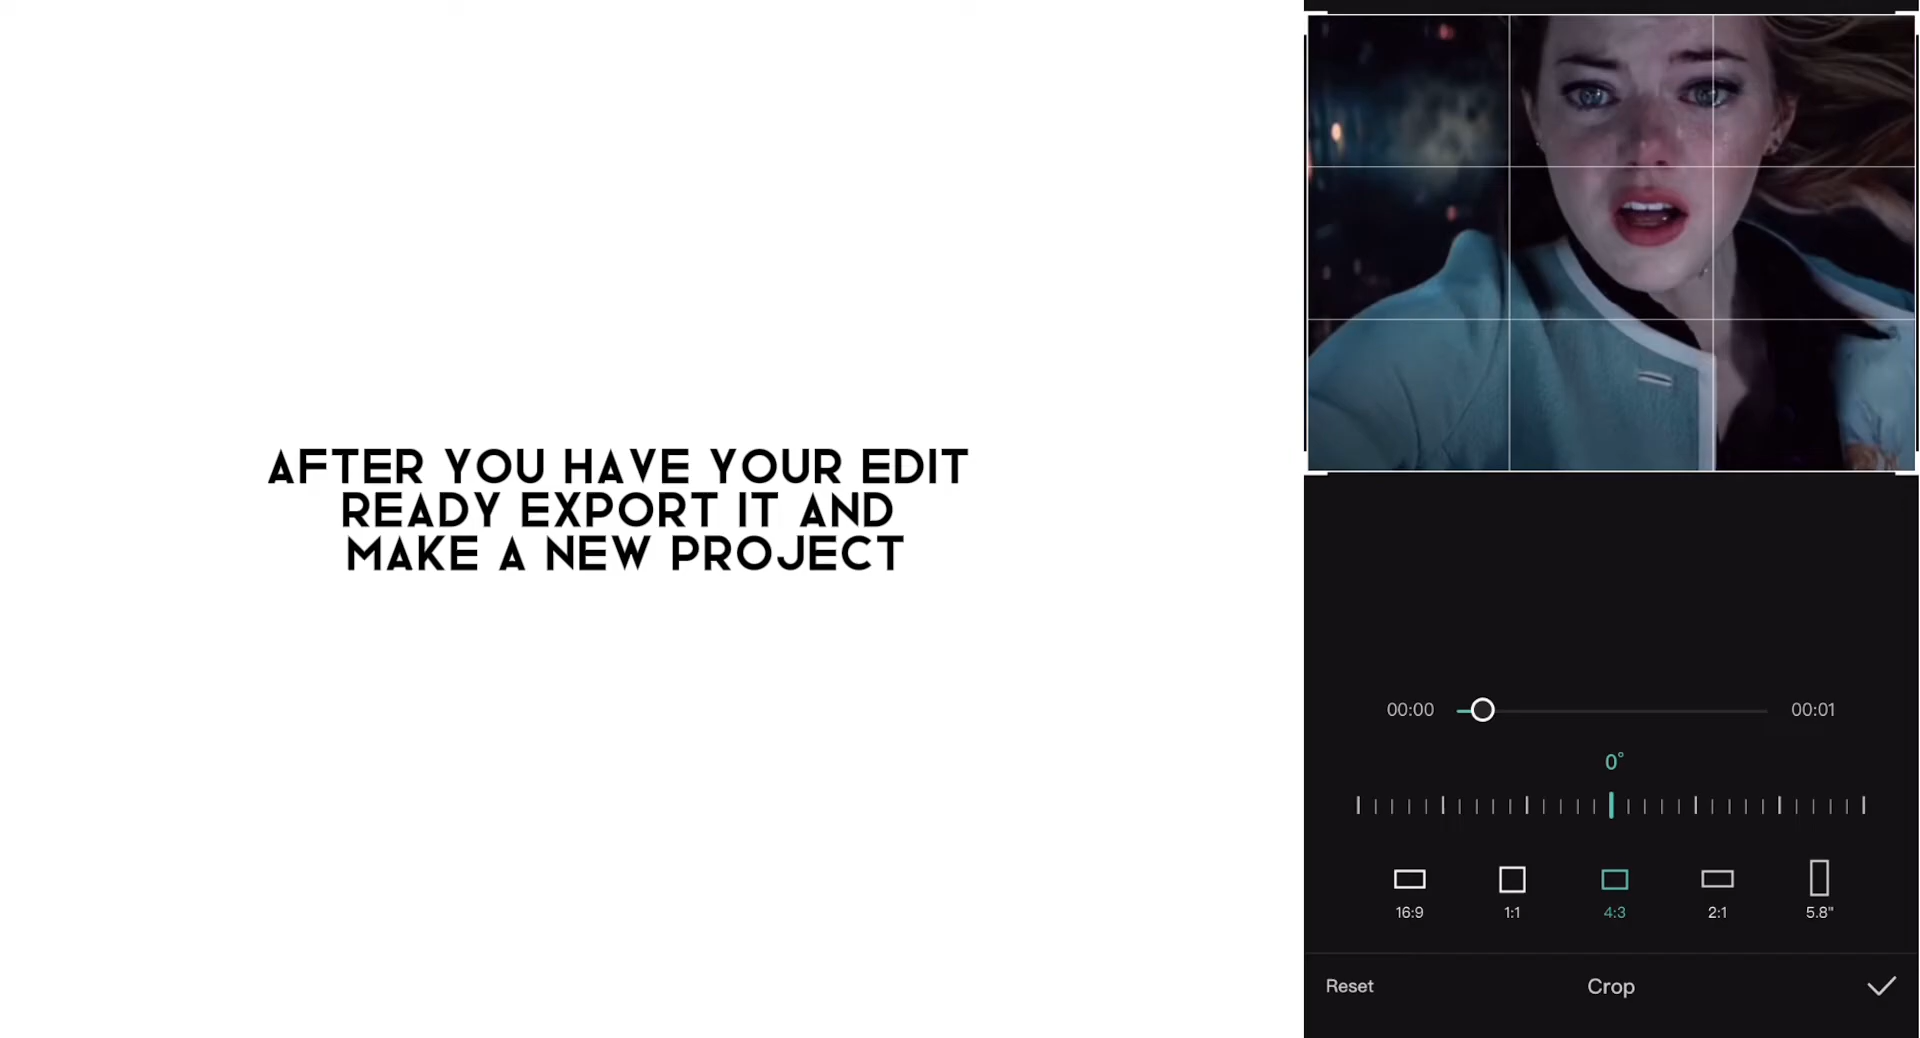 AFTER YOU HAVE YOUR EDIT
READY EXPORT IT AND
MAKE A NEW PROJECT
00:00
00:01
0°
16:9
1:1
4:3
2:1
5.8"
Reset
Crop